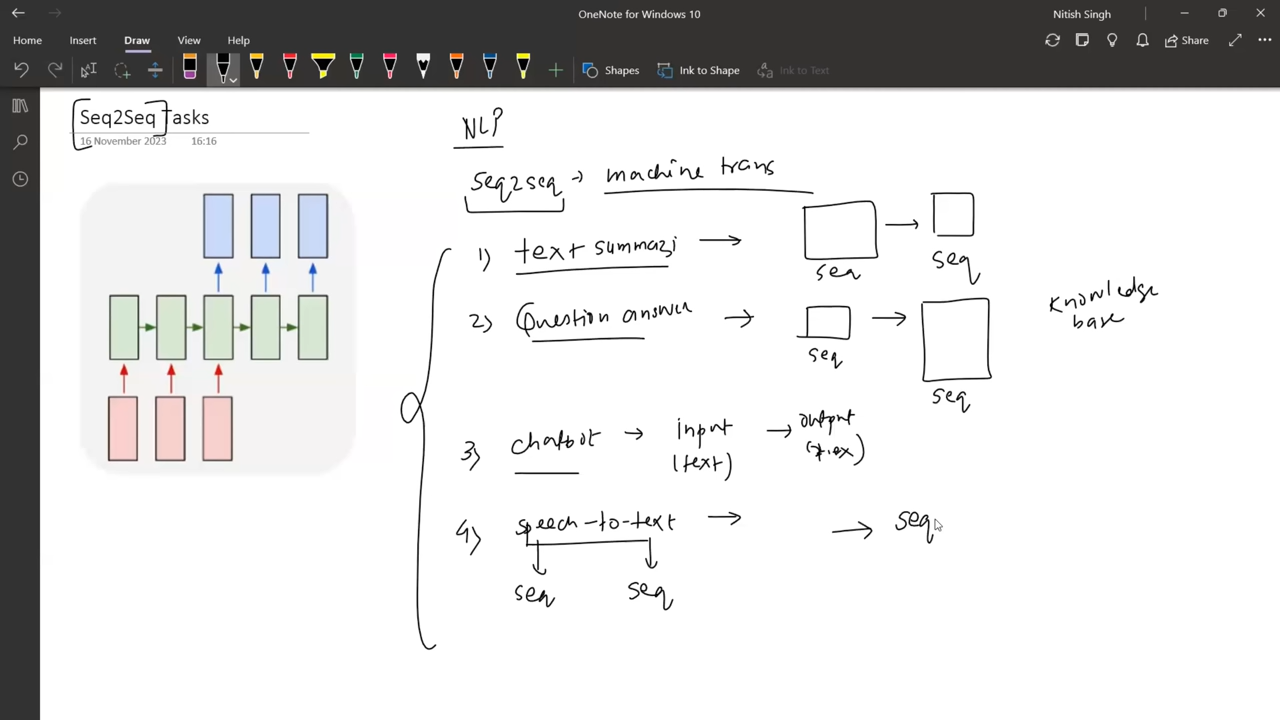 OneNote for Windows 10
Nitish Singh
Home Insert Draw View Help
Share
Shapes Ink to Shape Ink to Text
Seq2Seq Tasks
16 November 2023 16:16
NLP
Seq2seq → machine trans
1) text summazi → →
seq seq
2) Question answer → →
seq
seq
Knowledge
base
3) chatbot → input → output
(text)
4) speech-to-text → → seq
seq seq